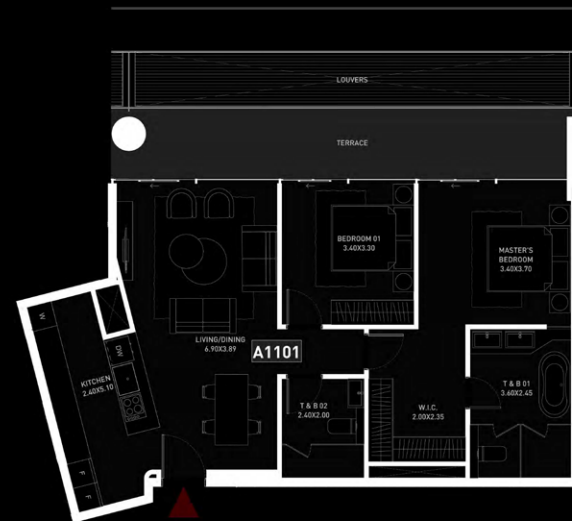 LOUVERS
TERRACE
BEDROOM 01
3.40X3.30
MASTER'S
BEDROOM
3.40X3.70
LIVING/DINING
6.90X3.89
A1101
W
DW
KITCHEN
2.40X5.10
T & B 02
2.40X2.00
W.I.C.
2.00X2.35
T & B 01
3.60X2.45
F
F